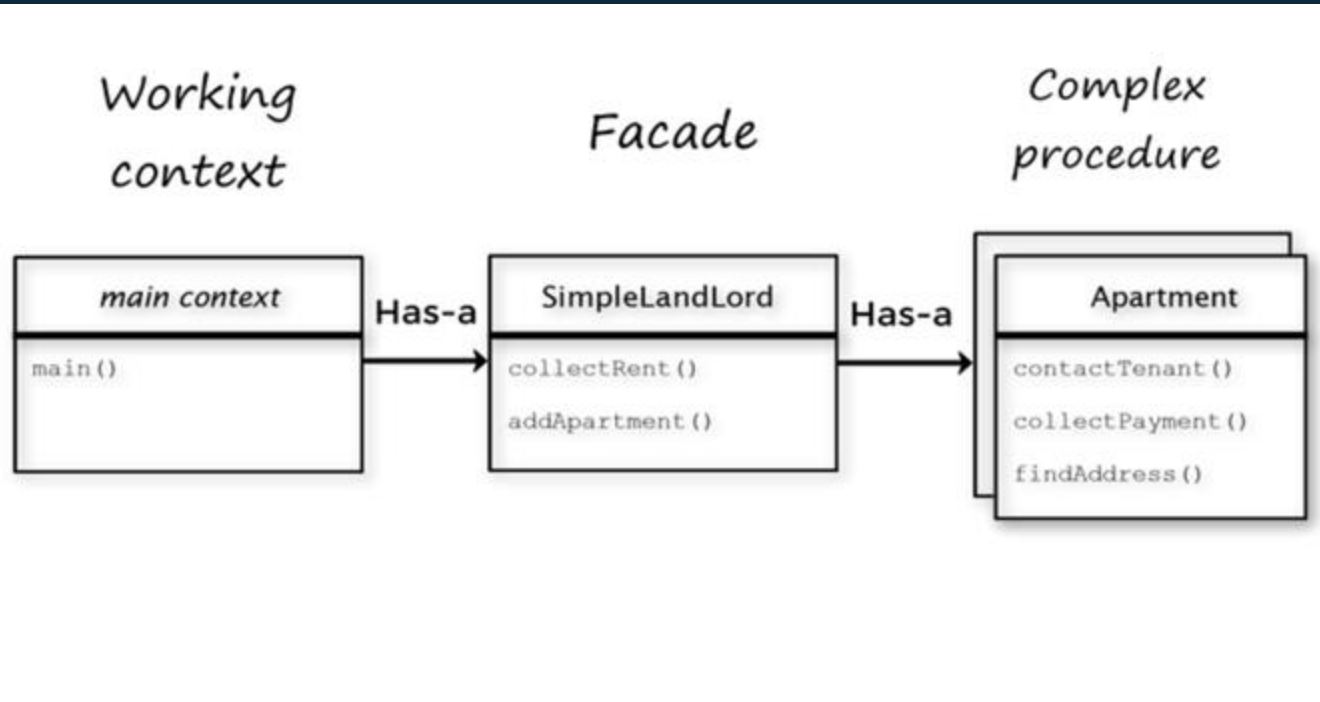 Working
context
Facade
Complex
procedure
main context
main()
Has-a
SimpleLandLord
collectRent()
addApartment()
Has-a
Apartment
contactTenant()
collectPayment()
findAddress()